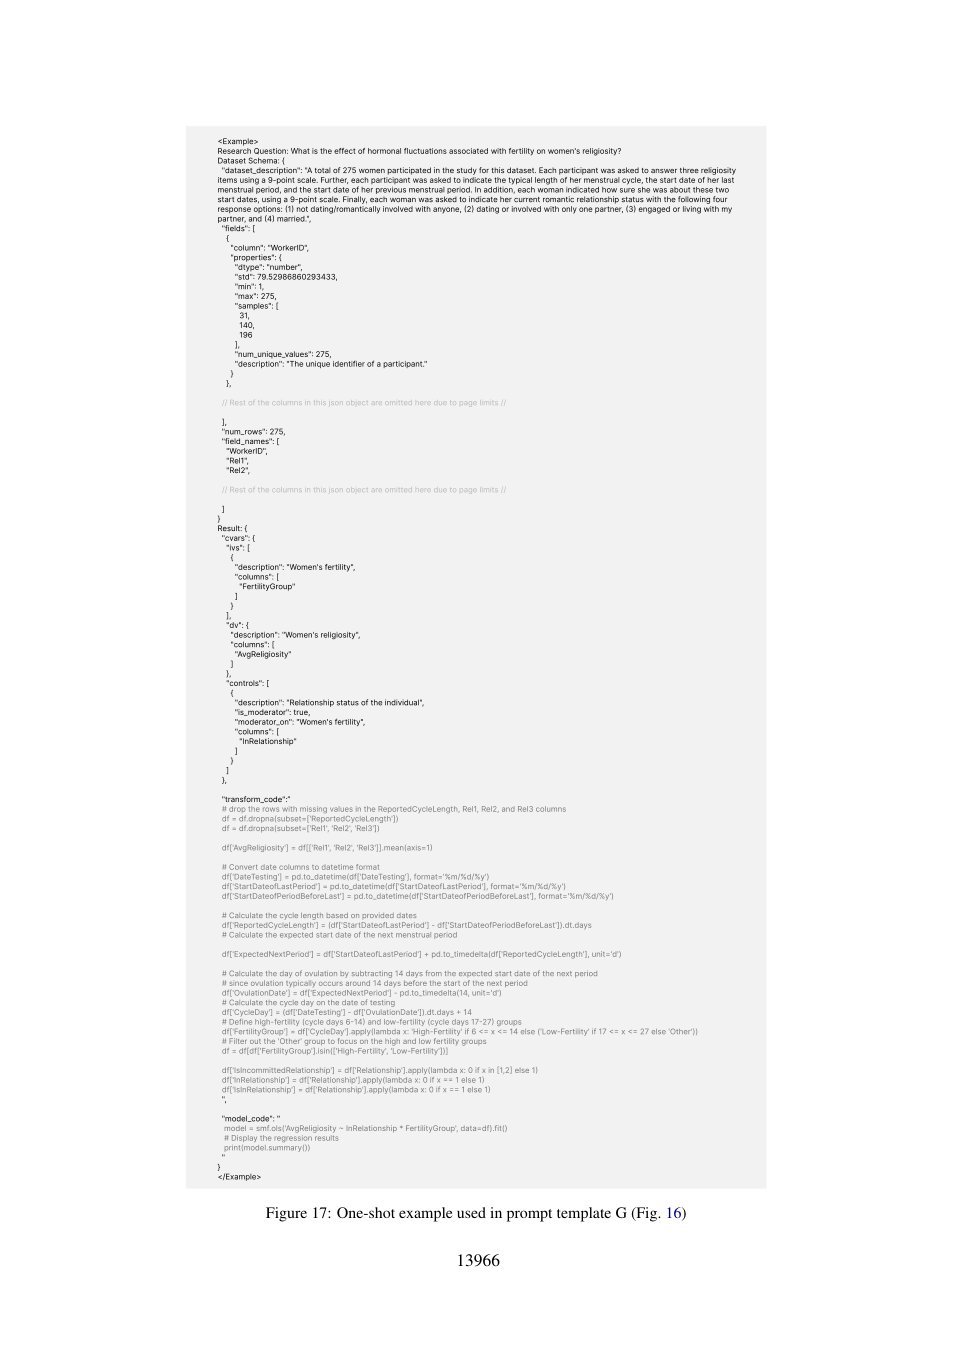 <Example>
Research Question: What is the effect of hormonal fluctuations associated with fertility on women's religiosity?
Dataset Schema: {
"dataset_description": "A total of 275 women participated in the study for this dataset. Each participant was asked to answer three religiosity
items using a 9-point scale. Further, each participant was asked to indicate the typical length of her menstrual cycle, the start date of her last
menstrual period, and the start date of her previous menstrual period. In addition, each woman indicated how sure she was about these two
start dates, using a 9-point scale. Finally, each woman was asked to indicate her current romantic relationship status with the following four
response options: (1) not dating/romantically involved with anyone, (2) dating or involved with only one partner, (3) engaged or living with my
partner, and (4) married.",
"fields": [
{
"column": "WorkerID",
"properties": {
"dtype": "number",
"std": 79.52986860293433,
"min": 1,
"max": 275,
"samples": [
31,
140,
196
],
"num_unique_values": 275,
"description": "The unique identifier of a participant."
}
},
// Rest of the columns in this json object are omitted here due to page limits //
],
"num_rows": 275,
"field_names": [
"WorkerID",
"Rel1",
"Rel2",
// Rest of the columns in this json object are omitted here due to page limits //
]
}
Result: {
"cvars": {
"ivs": [
{
"description": "Women's fertility",
"columns": [
"FertilityGroup"
]
}
],
"dv": {
"description": "Women's religiosity",
"columns": [
"AvgReligiosity"
]
},
"controls": [
{
"description": "Relationship status of the individual",
"is_moderator": true,
"moderator_on": "Women's fertility",
"columns": [
"InRelationship"
]
}
]
},
"transform_code":"
# drop the rows with missing values in the ReportedCycleLength, Rel1, Rel2, and Rel3 columns
df = df.dropna(subset=['ReportedCycleLength'])
df = df.dropna(subset=['Rel1', 'Rel2', 'Rel3'])
df['AvgReligiosity'] = df[['Rel1', 'Rel2', 'Rel3']].mean(axis=1)
# Convert date columns to datetime format
df['DateTesting'] = pd.to_datetime(df['DateTesting'], format='%m/%d/%y')
df['StartDateofLastPeriod'] = pd.to_datetime(df['StartDateofLastPeriod'], format='%m/%d/%y')
df['StartDateofPeriodBeforeLast'] = pd.to_datetime(df['StartDateofPeriodBeforeLast'], format='%m/%d/%y')
# Calculate the cycle length based on provided dates
df['ReportedCycleLength'] = (df['StartDateofLastPeriod'] - df['StartDateofPeriodBeforeLast']).dt.days
# Calculate the expected start date of the next menstrual period
df['ExpectedNextPeriod'] = df['StartDateofLastPeriod'] + pd.to_timedelta(df['ReportedCycleLength'], unit='d')
# Calculate the day of ovulation by subtracting 14 days from the expected start date of the next period
# since ovulation typically occurs around 14 days before the start of the next period
df['OvulationDate'] = df['ExpectedNextPeriod'] - pd.to_timedelta(14, unit='d')
# Calculate the cycle day on the date of testing
df['CycleDay'] = (df['DateTesting'] - df['OvulationDate']).dt.days + 14
# Define high-fertility (cycle days 6-14) and low-fertility (cycle days 17-27) groups
df['FertilityGroup'] = df['CycleDay'].apply(lambda x: 'High-Fertility' if 6 <= x <= 14 else ('Low-Fertility' if 17 <= x <= 27 else 'Other'))
# Filter out the 'Other' group to focus on the high and low fertility groups
df = df[df['FertilityGroup'].isin(['High-Fertility', 'Low-Fertility'])]
df['IsIncommittedRelationship'] = df['Relationship'].apply(lambda x: 0 if x in [1,2] else 1)
df['InRelationship'] = df['Relationship'].apply(lambda x: 0 if x == 1 else 1)
df['IsInRelationship'] = df['Relationship'].apply(lambda x: 0 if x == 1 else 1)
",
"model_code": "
model = smf.ols('AvgReligiosity ~ InRelationship * FertilityGroup', data=df).fit()
# Display the regression results
print(model.summary())
"
}
</Example>
Figure 17: One-shot example used in prompt template G (Fig. 16)
13966